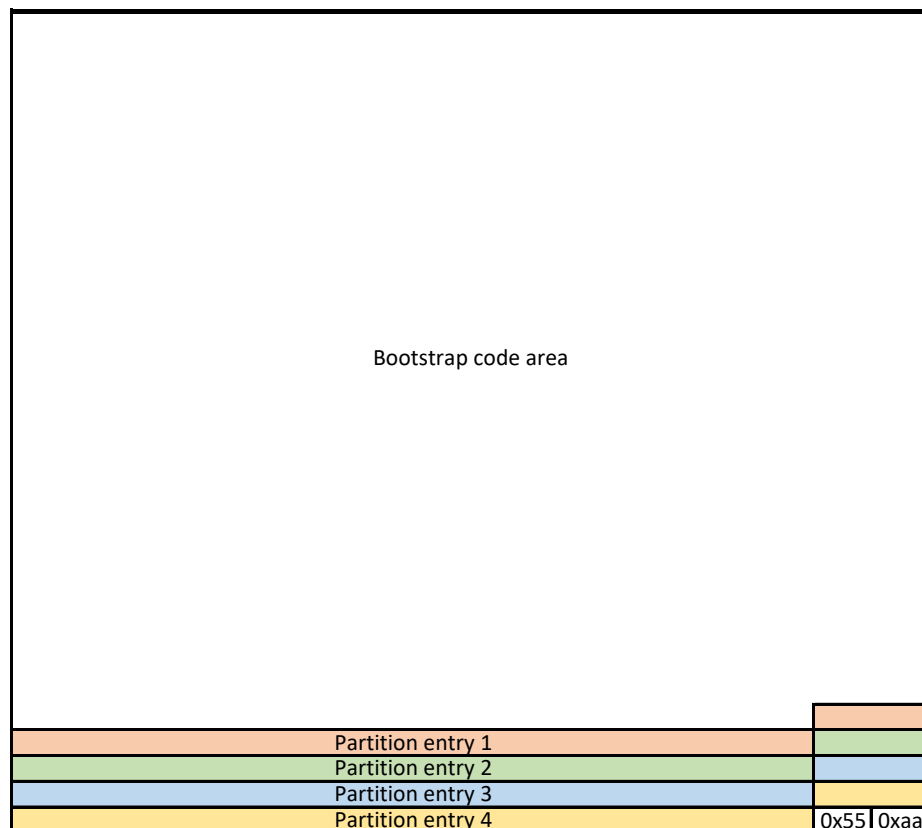 Bootstrap code area
Partition entry 1
Partition entry 2
Partition entry 3
Partition entry 4 0x55 0xaa